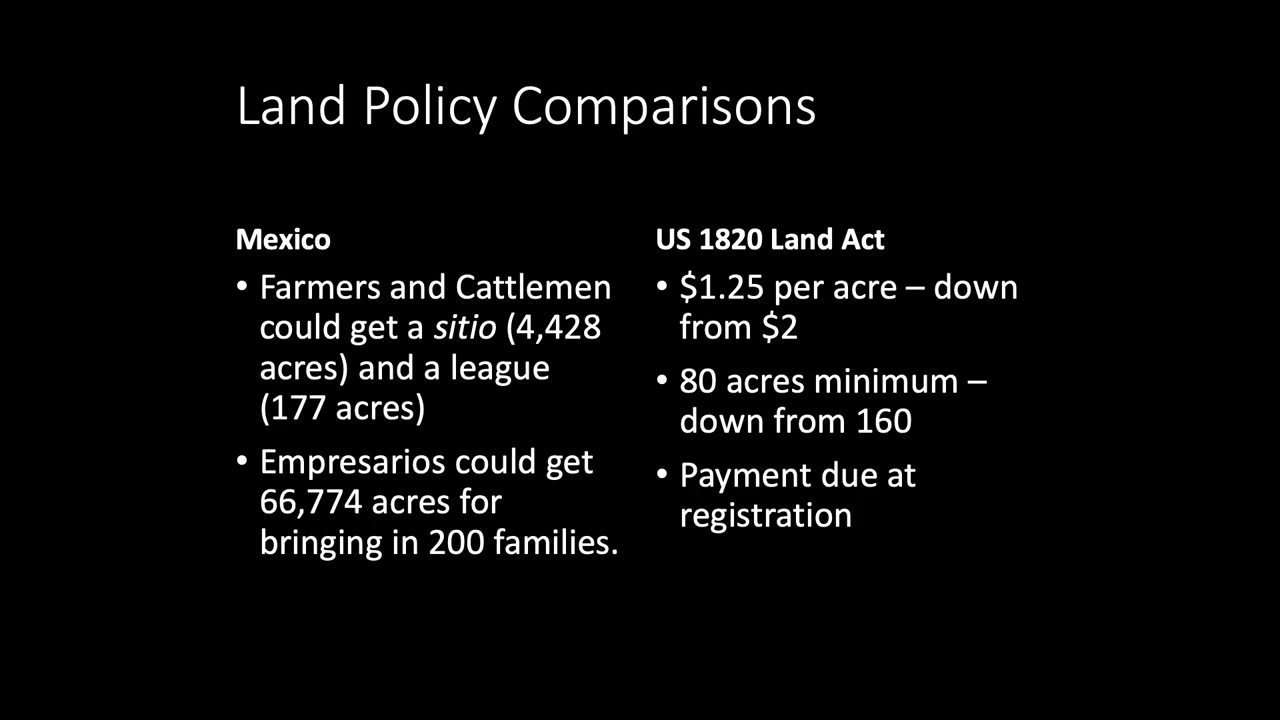 Land Policy Comparisons
Mexico
• Farmers and Cattlemen
could get a sitio (4,428
acres) and a league
(177 acres)
• Empresarios could get
66,774 acres for
bringing in 200 families.
US 1820 Land Act
• $1.25 per acre – down
from $2
• 80 acres minimum –
down from 160
• Payment due at
registration